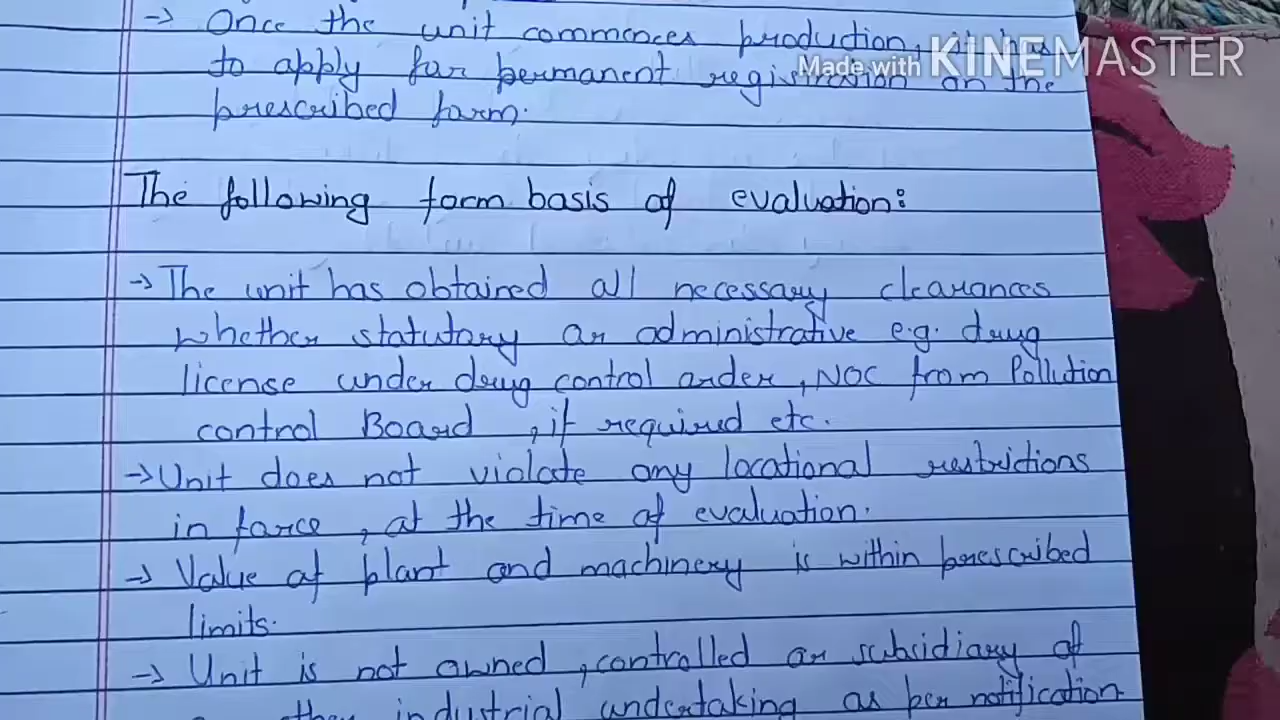 → Once the unit commences production, it has
to apply for permanent registration on the
prescribed form.
Made with KINEMASTER
The following form basis of evaluation:
→ The unit has obtained all necessary clearances
whether statutory or administrative e.g. drug
license under drug control order, NOC from Pollution
control Board , if required etc.
→ Unit does not violate any locational restrictions
in force , at the time of evaluation.
→ Value of plant and machinery is within prescribed
limits.
→ Unit is not owned , controlled or subsidiary of
industrial undertaking as per notification